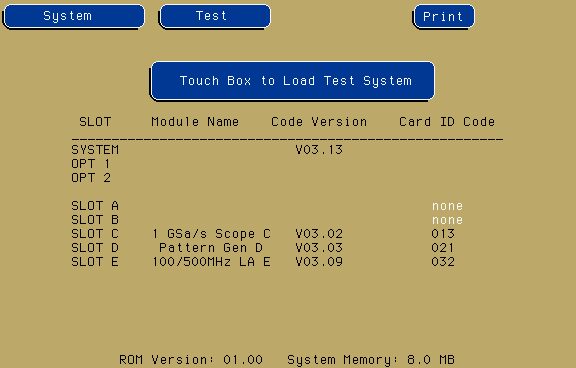 System Test Print
Touch Box to Load Test System
SLOT Module Name Code Version Card ID Code
SYSTEM V03.13
OPT 1
OPT 2
SLOT A none
SLOT B none
SLOT C 1 GSa/s Scope C V03.02 013
SLOT D Pattern Gen D V03.03 021
SLOT E 100/500MHz LA E V03.09 032
ROM Version: 01.00 System Memory: 8.0 MB